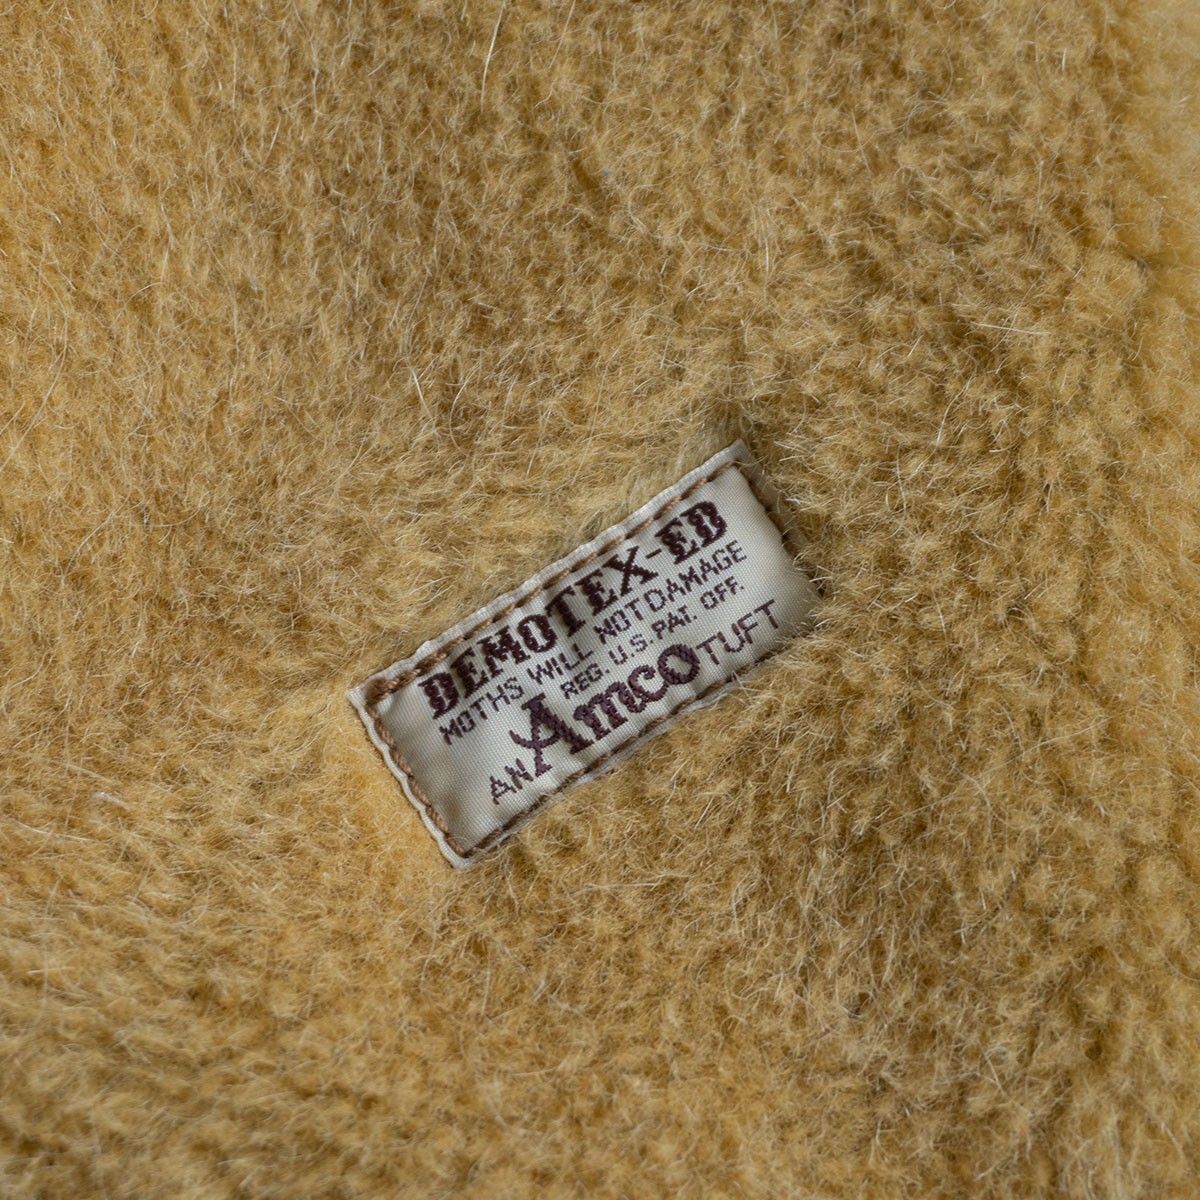 DEMOTEX-ED
MOTHS WILL NOT DAMAGE
REG. U.S. PAT. OFF.
AN Amco TUFT